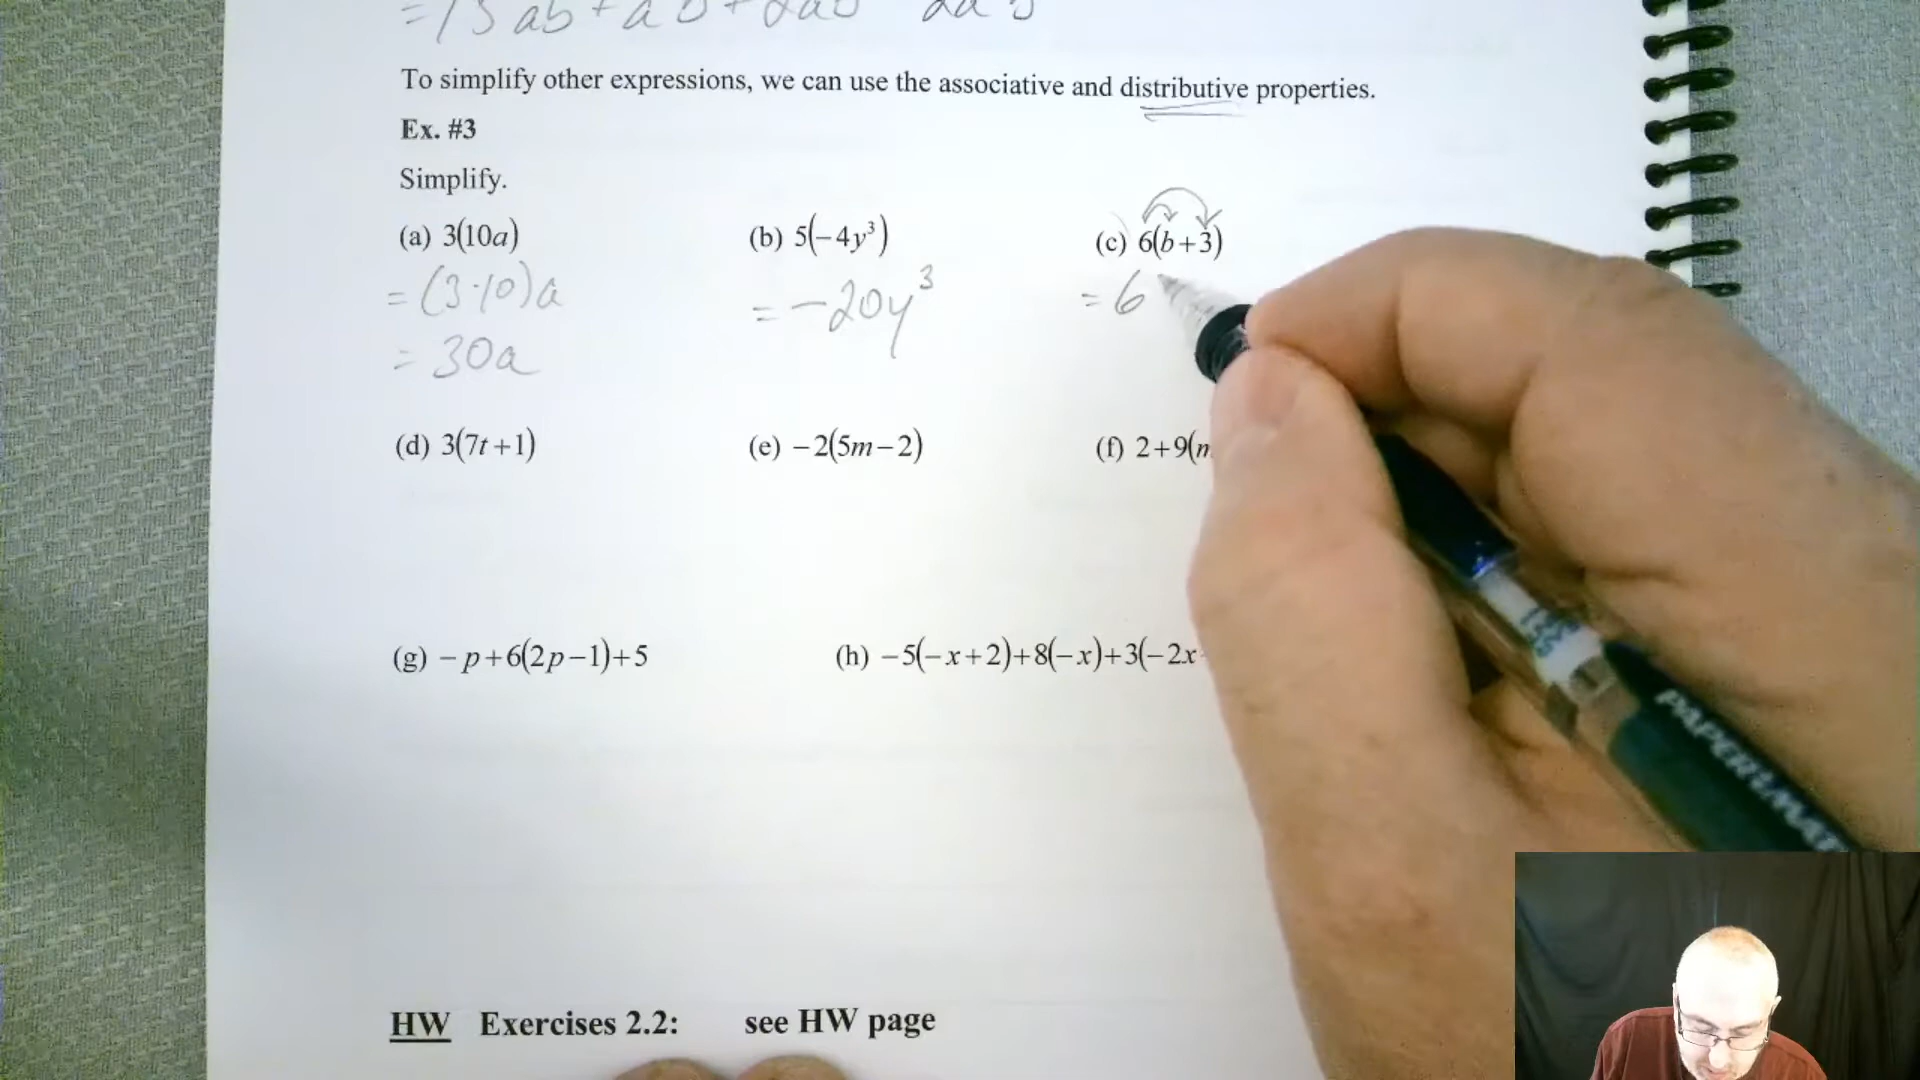 = 13ab +
To simplify other expressions, we can use the associative and distributive properties.
Ex. #3
Simplify.
(a) 3(10a)
(b) 5(−4y³)
(c) 6(b+3)
= (3·10)a
= −20y³
= 6
= 30a
(d) 3(7t+1)
(e) −2(5m−2)
(f) 2+9(
(g) −p+6(2p−1)+5
(h) −5(−x+2)+8(−x)+3(−2x
PAPERMAT
HW Exercises 2.2: see HW page